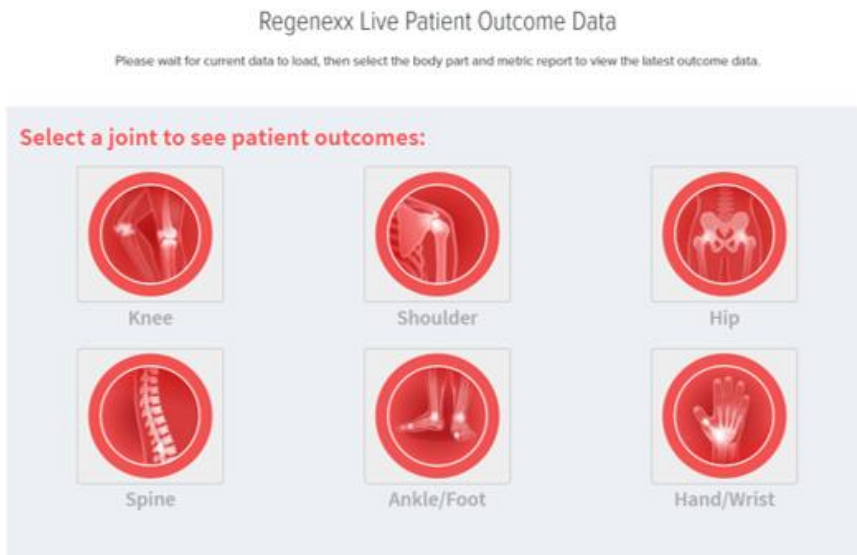 Regenexx Live Patient Outcome Data
Please wait for current data to load, then select the body part and metric report to view the latest outcome data.
Select a joint to see patient outcomes:
Knee
Shoulder
Hip
Spine
Ankle/Foot
Hand/Wrist